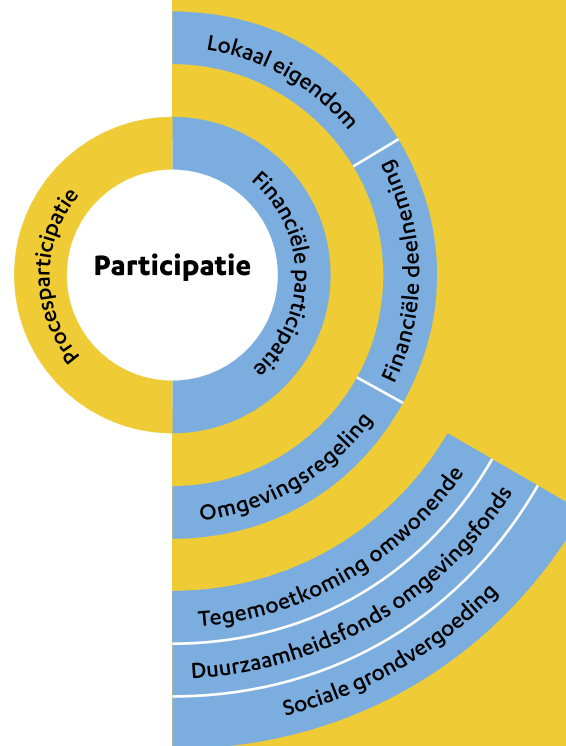 Lokaal eigendom
Financiële deelneming
Financiële participatie
Procesparticipatie
Participatie
Omgevingsregeling
Tegemoetkoming omwonende
Duurzaamheidsfonds omgevingsfonds
Sociale grondvergoeding